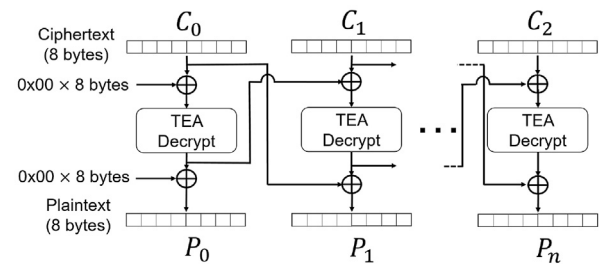 Ciphertext
(8 bytes)
C₀
C₁
C₂
0x00 × 8 bytes
TEA
Decrypt
TEA
Decrypt
TEA
Decrypt
0x00 × 8 bytes
Plaintext
(8 bytes)
P₀
P₁
Pₙ